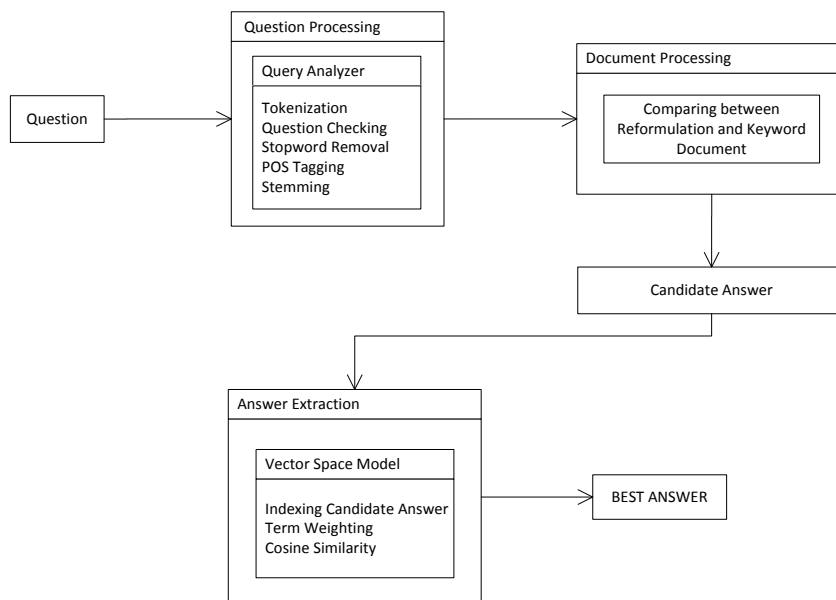 Question
Question Processing
Query Analyzer
Tokenization
Question Checking
Stopword Removal
POS Tagging
Stemming
Document Processing
Comparing between
Reformulation and Keyword
Document
Candidate Answer
Answer Extraction
Vector Space Model
Indexing Candidate Answer
Term Weighting
Cosine Similarity
BEST ANSWER